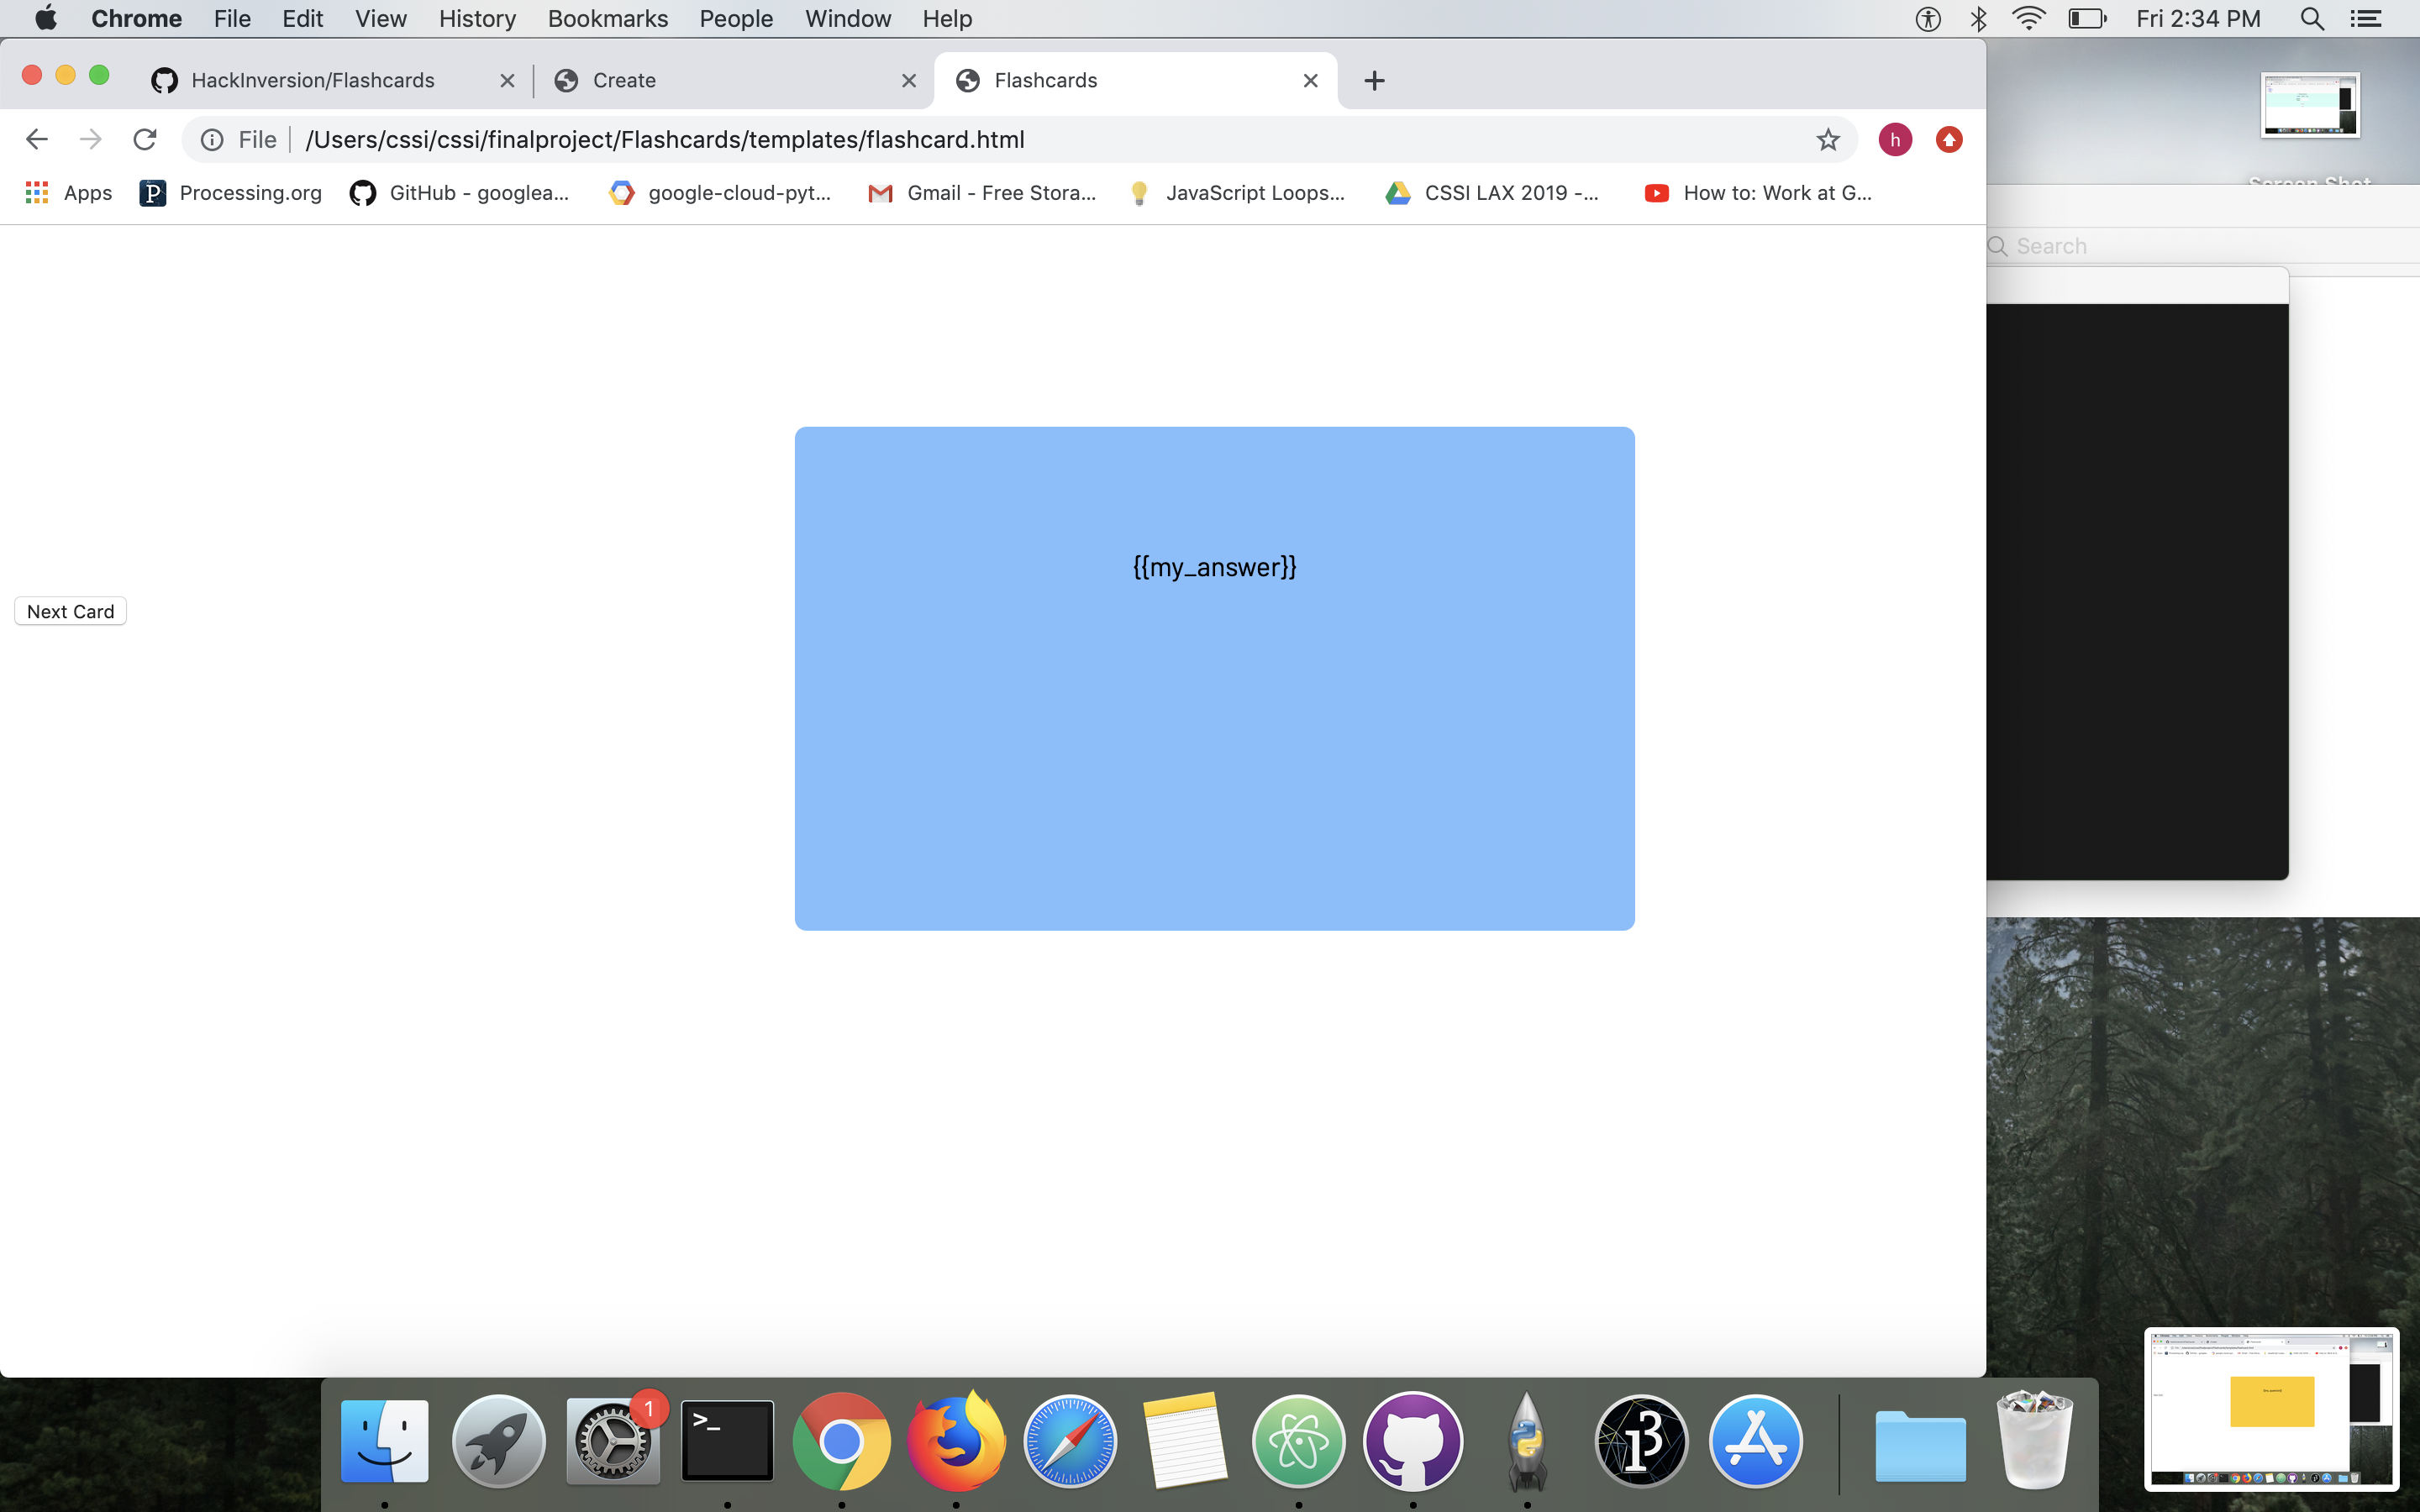 Chrome File Edit View History Bookmarks People Window Help Fri 2:34 PM
HackInversion/Flashcards Create Flashcards
File /Users/cssi/cssi/finalproject/Flashcards/templates/flashcard.html h
Apps P Processing.org GitHub - googlea... google-cloud-pyt... Gmail - Free Stora... JavaScript Loops... CSSI LAX 2019 -... How to: Work at G...
Screen Shot
Search
{{my_answer}}
Next Card
1
>_